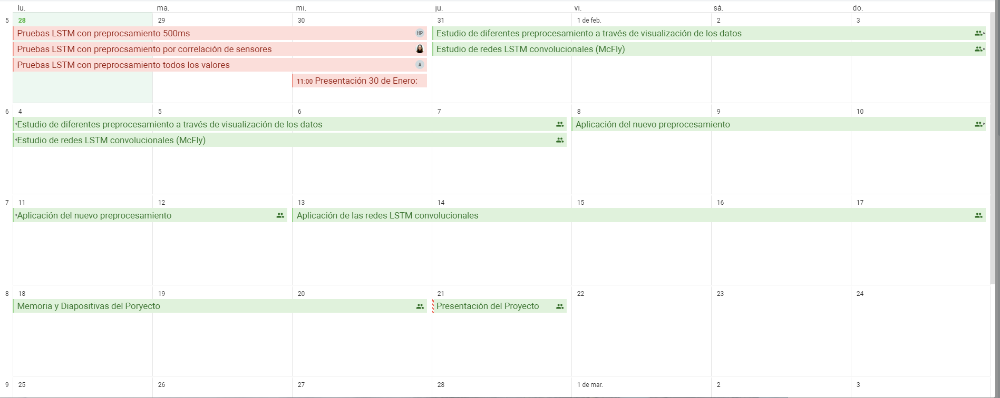 lu. ma. mi. ju. vi. sá. do.
5 28 29 30 31 1 de feb. 2 3
Pruebas LSTM con preprocsamiento 500ms HP Estudio de diferentes preprocesamiento a través de visualización de los datos
Pruebas LSTM con preprocsamiento por correlación de sensores Estudio de redes LSTM convolucionales (McFly)
Pruebas LSTM con preprocsamiento todos los valores A
11:00 Presentación 30 de Enero:
6 4 5 6 7 8 9 10
Estudio de diferentes preprocesamiento a través de visualización de los datos Aplicación del nuevo preprocesamiento
Estudio de redes LSTM convolucionales (McFly)
7 11 12 13 14 15 16 17
Aplicación del nuevo preprocesamiento Aplicación de las redes LSTM convolucionales
8 18 19 20 21 22 23 24
Memoria y Diapositivas del Poryecto Presentación del Proyecto
9 25 26 27 28 1 de mar. 2 3